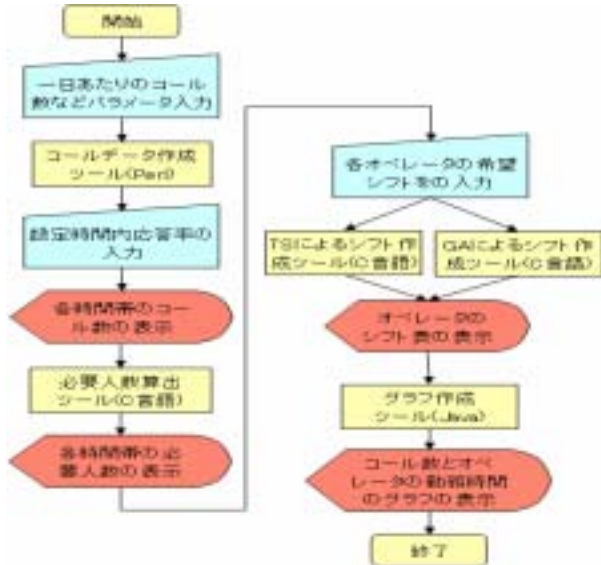 開始
一日あたりのコール
数などパラメータ入力
コールデータ作成
ツール(Perl)
設定時間内応答率の
入力
各時間帯のコー
ル数の表示
必要人数算出
ツール(C言語)
各時間帯の必
要人数の表示
各オペレータの希望
シフトをの入力
TSによるシフト作
成ツール(C言語)
GAによるシフト作
成ツール(C言語)
オペレータの
シフト表の表示
グラフ作成
ツール(Java)
コール数とオペ
レータの勤務時間
のグラフの表示
終了